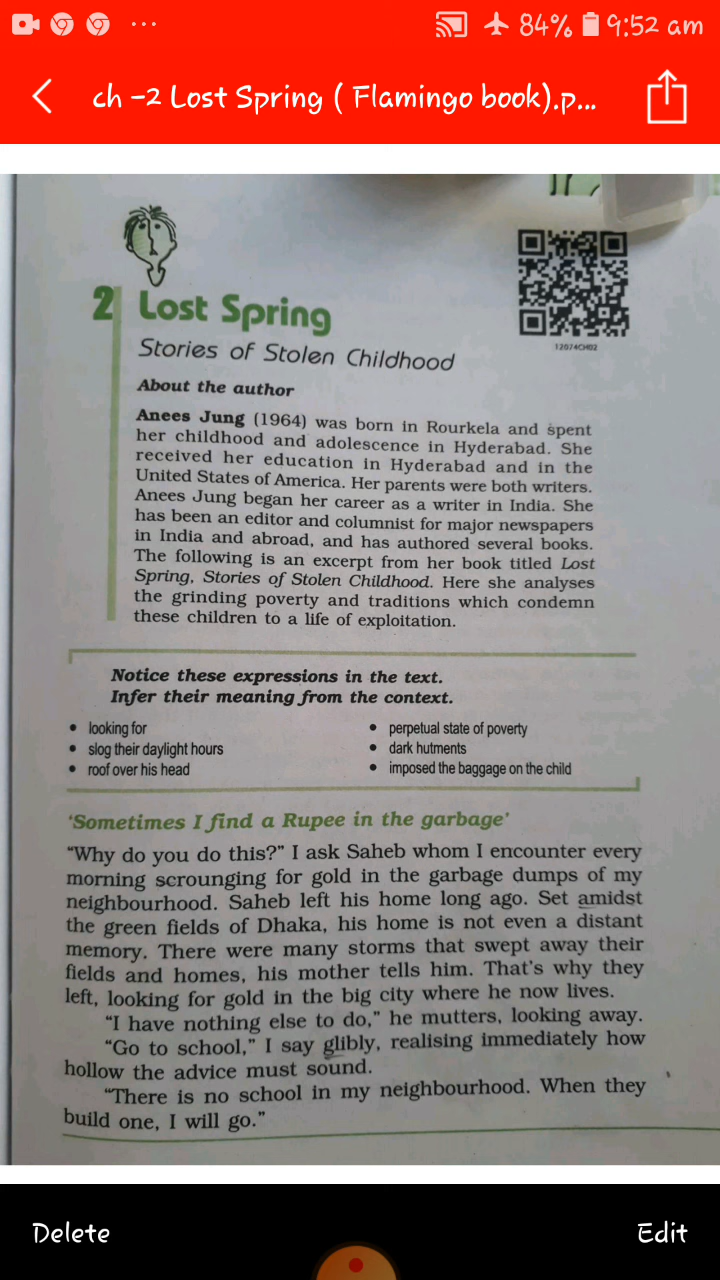 ... 84% 9:52 am
ch -2 Lost Spring ( Flamingo book).p...
12074CH02
2 Lost Spring
Stories of Stolen Childhood
About the author
Anees Jung (1964) was born in Rourkela and spent
her childhood and adolescence in Hyderabad. She
received her education in Hyderabad and in the
United States of America. Her parents were both writers.
Anees Jung began her career as a writer in India. She
has been an editor and columnist for major newspapers
in India and abroad, and has authored several books.
The following is an excerpt from her book titled Lost
Spring, Stories of Stolen Childhood. Here she analyses
the grinding poverty and traditions which condemn
these children to a life of exploitation.
Notice these expressions in the text.
Infer their meaning from the context.
• looking for
• slog their daylight hours
• roof over his head
• perpetual state of poverty
• dark hutments
• imposed the baggage on the child
‘Sometimes I find a Rupee in the garbage’
“Why do you do this?” I ask Saheb whom I encounter every
morning scrounging for gold in the garbage dumps of my
neighbourhood. Saheb left his home long ago. Set amidst
the green fields of Dhaka, his home is not even a distant
memory. There were many storms that swept away their
fields and homes, his mother tells him. That’s why they
left, looking for gold in the big city where he now lives.
“I have nothing else to do,” he mutters, looking away.
“Go to school,” I say glibly, realising immediately how
hollow the advice must sound.
“There is no school in my neighbourhood. When they
build one, I will go.”
Delete
Edit